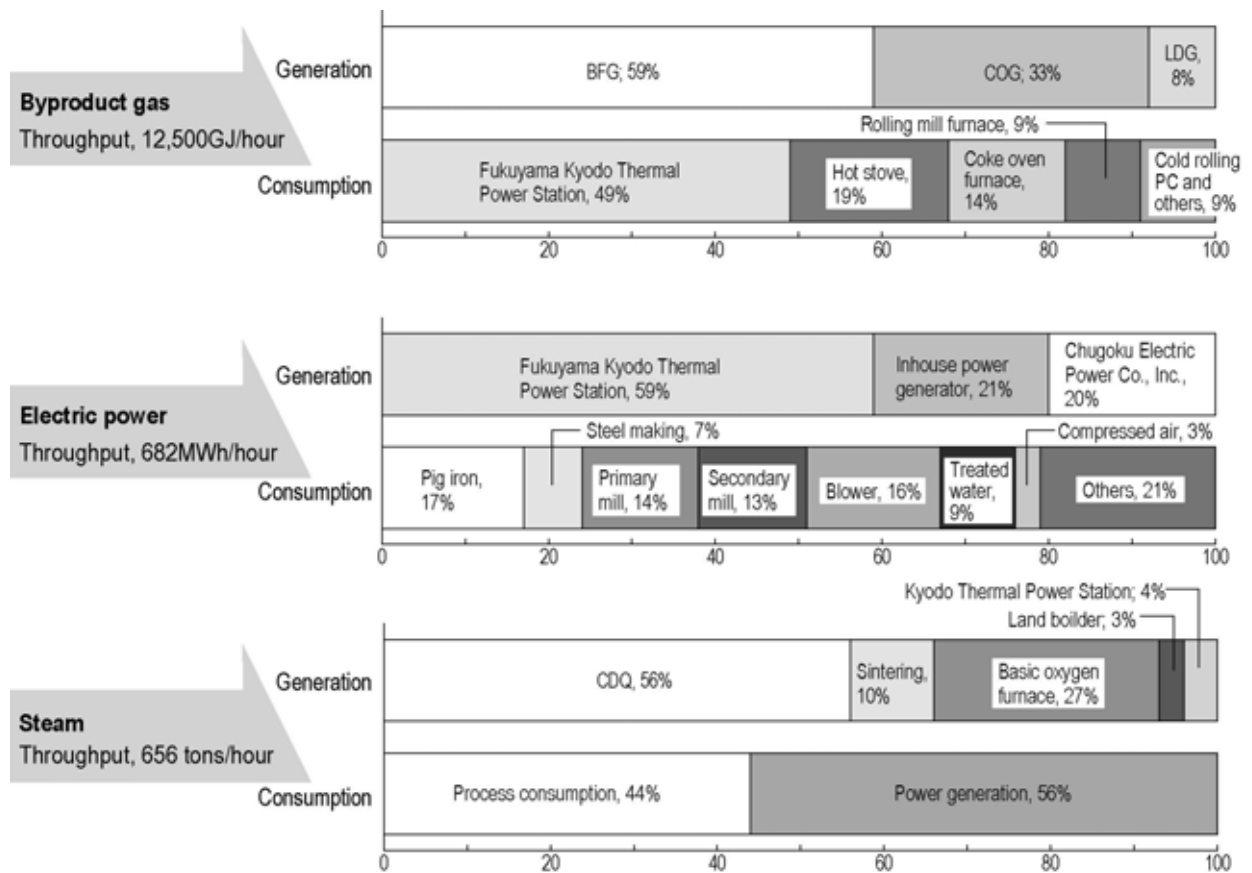 Generation
BFG; 59%
COG; 33%
LDG,
8%
Byproduct gas
Throughput, 12,500GJ/hour
Rolling mill furnace, 9%
Consumption
Fukuyama Kyodo Thermal
Power Station, 49%
Hot stove,
19%
Coke oven
furnace,
14%
Cold rolling
PC and
others, 9%
0 20 40 60 80 100
Generation
Fukuyama Kyodo Thermal
Power Station, 59%
Inhouse power
generator, 21%
Chugoku Electric
Power Co., Inc.,
20%
Electric power
Throughput, 682MWh/hour
Steel making, 7%
Compressed air, 3%
Consumption
Pig iron,
17%
Primary
mill, 14%
Secondary
mill, 13%
Blower, 16%
Treated
water,
9%
Others, 21%
0 20 40 60 80 100
Kyodo Thermal Power Station; 4%
Land boilder; 3%
Generation
CDQ, 56%
Sintering,
10%
Basic oxygen
furnace, 27%
Steam
Throughput, 656 tons/hour
Consumption
Process consumption, 44%
Power generation, 56%
0 20 40 60 80 100